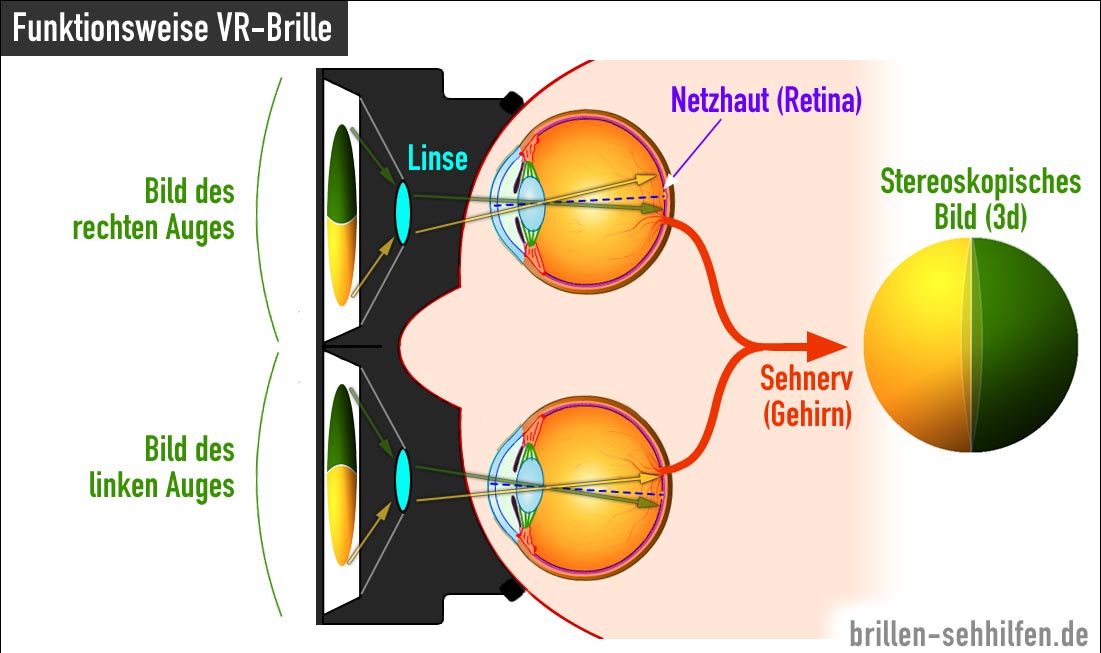 Funktionsweise VR-Brille
Netzhaut (Retina)
Linse
Bild des
rechten Auges
Stereoskopisches
Bild (3d)
Sehnerv
(Gehirn)
Bild des
linken Auges
brillen-sehhilfen.de